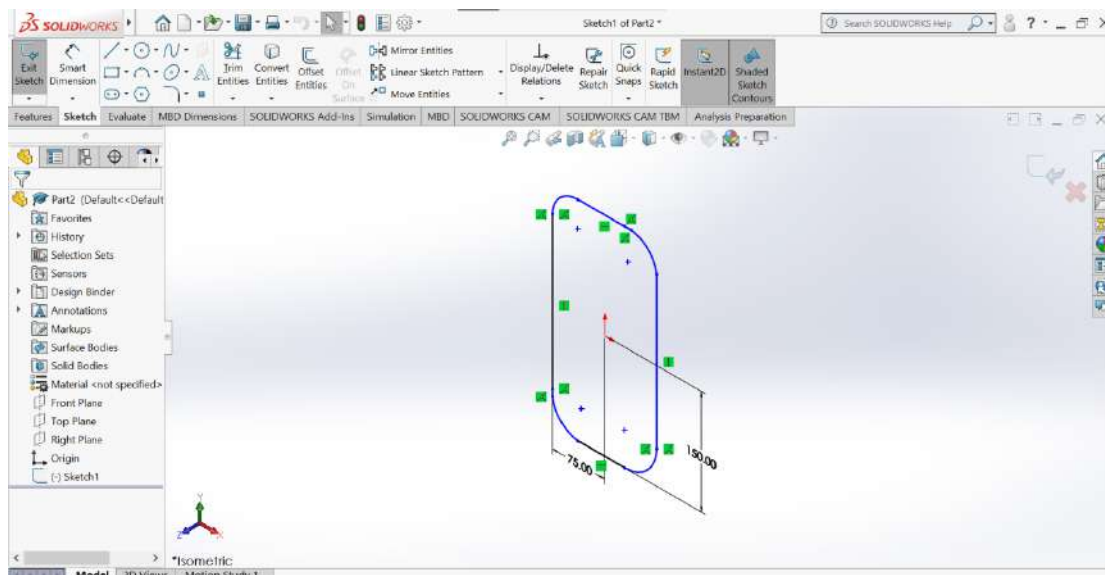 SOLIDWORKS
Sketch1 of Part2 *
Search SOLIDWORKS Help
Exit Sketch
Smart Dimension
Trim Entities
Convert Entities
Offset Entities
Offset On Surface
Mirror Entities
Linear Sketch Pattern
Move Entities
Display/Delete Relations
Repair Sketch
Quick Snaps
Rapid Sketch
Instant2D
Shaded Sketch Contours
Features Sketch Evaluate MBD Dimensions SOLIDWORKS Add-Ins Simulation MBD SOLIDWORKS CAM SOLIDWORKS CAM TBM Analysis Preparation
Part2 (Default<<Default
Favorites
History
Selection Sets
Sensors
Design Binder
Annotations
Markups
Surface Bodies
Solid Bodies
Material <not specified>
Front Plane
Top Plane
Right Plane
Origin
(-) Sketch1
75.00
150.00
Y
Z
X
*Isometric
Model 3D Views Motion Study 1